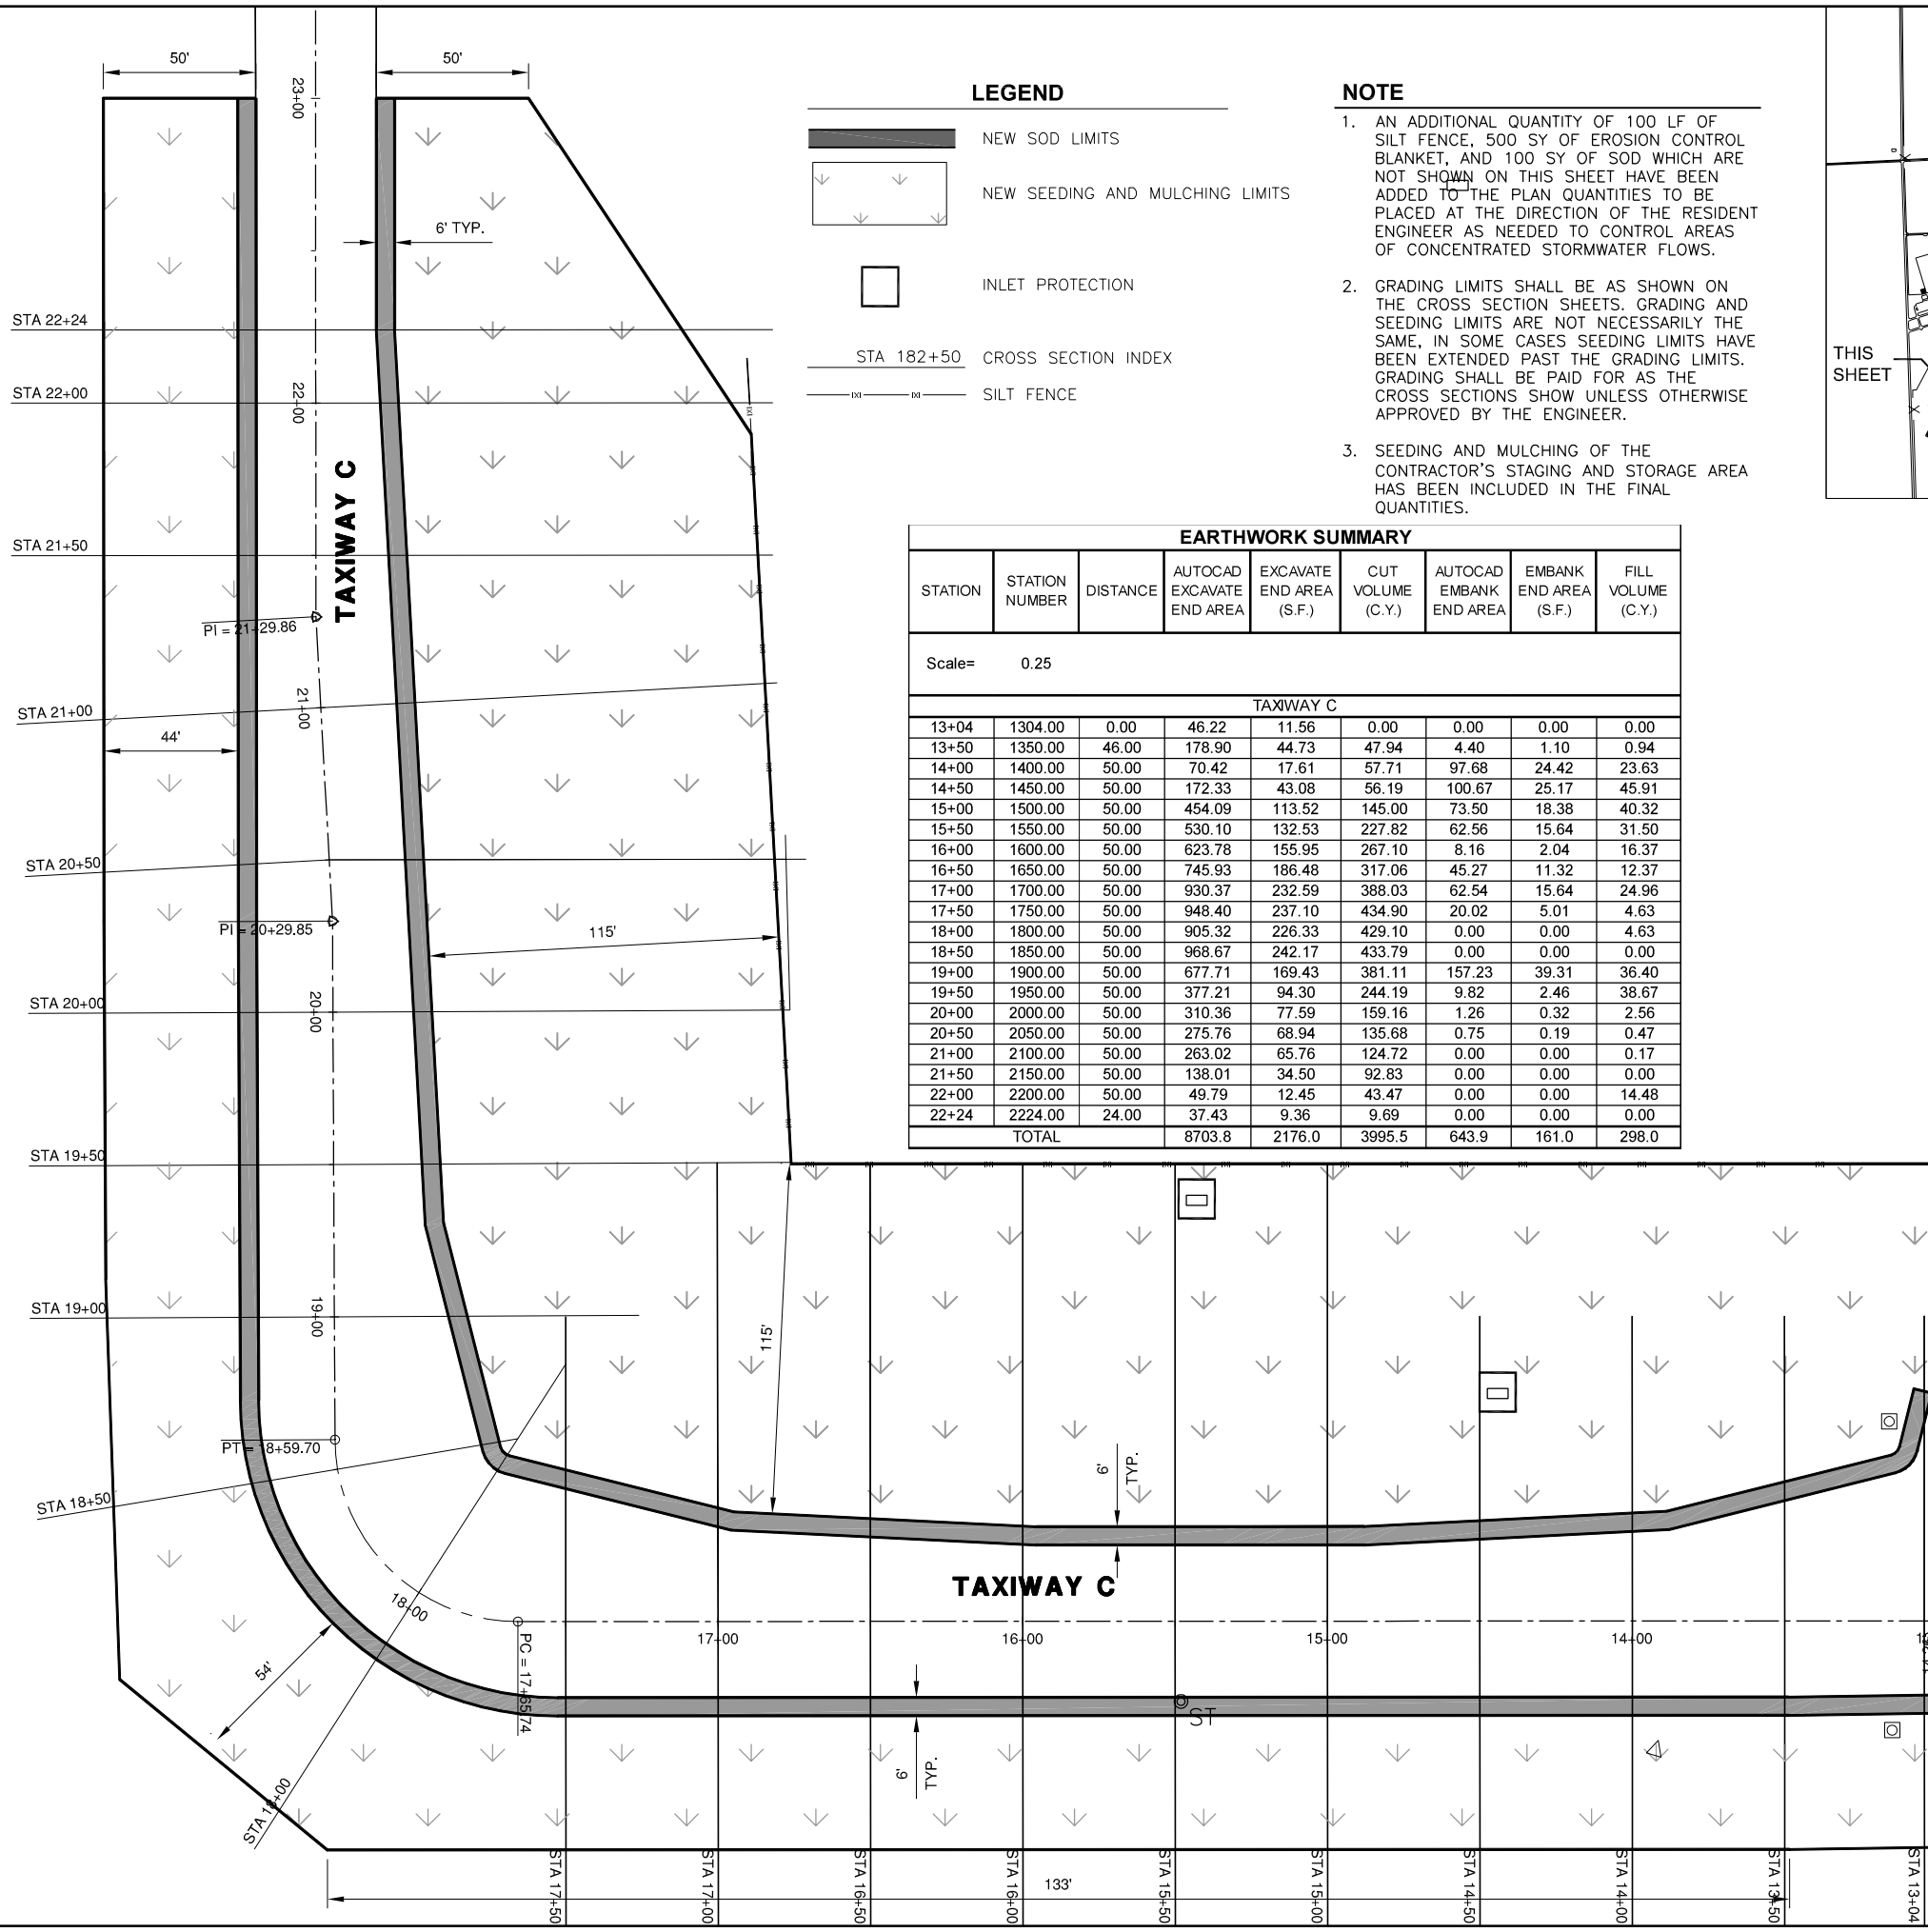 50'
50'
23+00
6' TYP.
STA 22+24
STA 22+00
22+00
TAXIWAY C
STA 21+50
PI = 21+29.86
21+00
STA 21+00
44'
STA 20+50
PI = 20+29.85
115'
20+00
STA 20+00
STA 19+50
115'
19+00
STA 19+00
PT = 18+59.70
STA 18+50
18+00
54'
STA 18+00
PC = 17+65.74
LEGEND
NEW SOD LIMITS
NEW SEEDING AND MULCHING LIMITS
INLET PROTECTION
STA 182+50 CROSS SECTION INDEX
SILT FENCE
NOTE
1. AN ADDITIONAL QUANTITY OF 100 LF OF
SILT FENCE, 500 SY OF EROSION CONTROL
BLANKET, AND 100 SY OF SOD WHICH ARE
NOT SHOWN ON THIS SHEET HAVE BEEN
ADDED TO THE PLAN QUANTITIES TO BE
PLACED AT THE DIRECTION OF THE RESIDENT
ENGINEER AS NEEDED TO CONTROL AREAS
OF CONCENTRATED STORMWATER FLOWS.
2. GRADING LIMITS SHALL BE AS SHOWN ON
THE CROSS SECTION SHEETS. GRADING AND
SEEDING LIMITS ARE NOT NECESSARILY THE
SAME, IN SOME CASES SEEDING LIMITS HAVE
BEEN EXTENDED PAST THE GRADING LIMITS.
GRADING SHALL BE PAID FOR AS THE
CROSS SECTIONS SHOW UNLESS OTHERWISE
APPROVED BY THE ENGINEER.
3. SEEDING AND MULCHING OF THE
CONTRACTOR'S STAGING AND STORAGE AREA
HAS BEEN INCLUDED IN THE FINAL
QUANTITIES.
THIS
SHEET
EARTHWORK SUMMARY
STATION STATION NUMBER DISTANCE AUTOCAD EXCAVATE END AREA EXCAVATE END AREA (S.F.) CUT VOLUME (C.Y.) AUTOCAD EMBANK END AREA EMBANK END AREA (S.F.) FILL VOLUME (C.Y.)
Scale= 0.25
TAXIWAY C
13+04 1304.00 0.00 46.22 11.56 0.00 0.00 0.00 0.00
13+50 1350.00 46.00 178.90 44.73 47.94 4.40 1.10 0.94
14+00 1400.00 50.00 70.42 17.61 57.71 97.68 24.42 23.63
14+50 1450.00 50.00 172.33 43.08 56.19 100.67 25.17 45.91
15+00 1500.00 50.00 454.09 113.52 145.00 73.50 18.38 40.32
15+50 1550.00 50.00 530.10 132.53 227.82 62.56 15.64 31.50
16+00 1600.00 50.00 623.78 155.95 267.10 8.16 2.04 16.37
16+50 1650.00 50.00 745.93 186.48 317.06 45.27 11.32 12.37
17+00 1700.00 50.00 930.37 232.59 388.03 62.54 15.64 24.96
17+50 1750.00 50.00 948.40 237.10 434.90 20.02 5.01 4.63
18+00 1800.00 50.00 905.32 226.33 429.10 0.00 0.00 4.63
18+50 1850.00 50.00 968.67 242.17 433.79 0.00 0.00 0.00
19+00 1900.00 50.00 677.71 169.43 381.11 157.23 39.31 36.40
19+50 1950.00 50.00 377.21 94.30 244.19 9.82 2.46 38.67
20+00 2000.00 50.00 310.36 77.59 159.16 1.26 0.32 2.56
20+50 2050.00 50.00 275.76 68.94 135.68 0.75 0.19 0.47
21+00 2100.00 50.00 263.02 65.76 124.72 0.00 0.00 0.17
21+50 2150.00 50.00 138.01 34.50 92.83 0.00 0.00 0.00
22+00 2200.00 50.00 49.79 12.45 43.47 0.00 0.00 14.48
22+24 2224.00 24.00 37.43 9.36 9.69 0.00 0.00 0.00
TOTAL 8703.8 2176.0 3995.5 643.9 161.0 298.0
6'
TYP.
TAXIWAY C
17+00
16+00
15+00
14+00
ST
6'
TYP.
STA 17+50
STA 17+00
STA 16+50
STA 16+00
STA 15+50
STA 15+00
STA 14+50
STA 14+00
STA 13+50
STA 13+04
133'